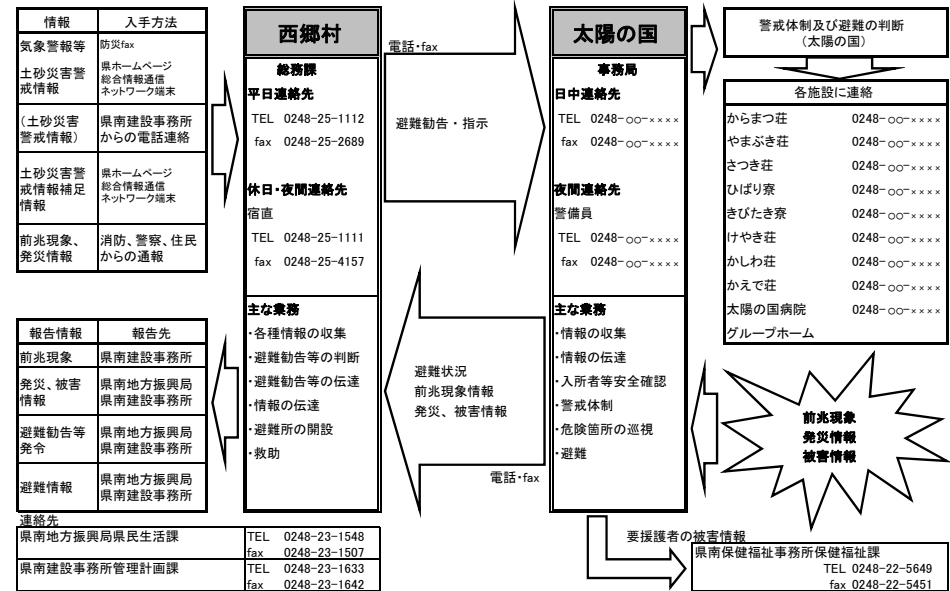 情報 入手方法
気象警報等 防災fax
土砂災害警戒情報 県ホームページ
総合情報通信
ネットワーク端末
(土砂災害警戒情報) 県南建設事務所
からの電話連絡
土砂災害警戒情報補足情報 県ホームページ
総合情報通信
ネットワーク端末
前兆現象、発災情報 消防、警察、住民
からの通報
報告情報 報告先
前兆現象 県南建設事務所
発災、被害情報 県南地方振興局
県南建設事務所
避難勧告等発令 県南地方振興局
県南建設事務所
避難情報 県南地方振興局
県南建設事務所
西郷村
総務課
平日連絡先
TEL 0248-25-1112
fax 0248-25-2689
休日・夜間連絡先
宿直
TEL 0248-25-1111
fax 0248-25-4157
主な業務
・各種情報の収集
・避難勧告等の判断
・避難勧告等の伝達
・情報の伝達
・避難所の開設
・救助
電話・fax
避難勧告・指示
避難状況
前兆現象情報
発災、被害情報
電話・fax
太陽の国
事務局
日中連絡先
TEL 0248-○○-××××
fax 0248-○○-××××
夜間連絡先
警備員
TEL 0248-○○-××××
fax 0248-○○-××××
主な業務
・情報の収集
・情報の伝達
・入所者等安全確認
・警戒体制
・危険箇所の巡視
・避難
警戒体制及び避難の判断
(太陽の国)
各施設に連絡
からまつ荘 0248-○○-××××
やまぶき荘 0248-○○-××××
さつき荘 0248-○○-××××
ひばり寮 0248-○○-××××
きびたき寮 0248-○○-××××
けやき荘 0248-○○-××××
かしわ荘 0248-○○-××××
かえで荘 0248-○○-××××
太陽の国病院 0248-○○-××××
グループホーム
前兆現象
発災情報
被害情報
連絡先
県南地方振興局県民生活課 TEL 0248-23-1548
fax 0248-23-1507
県南建設事務所管理計画課 TEL 0248-23-1633
fax 0248-23-1642
要援護者の被害情報
県南保健福祉事務所保健福祉課
TEL 0248-22-5649
fax 0248-22-5451